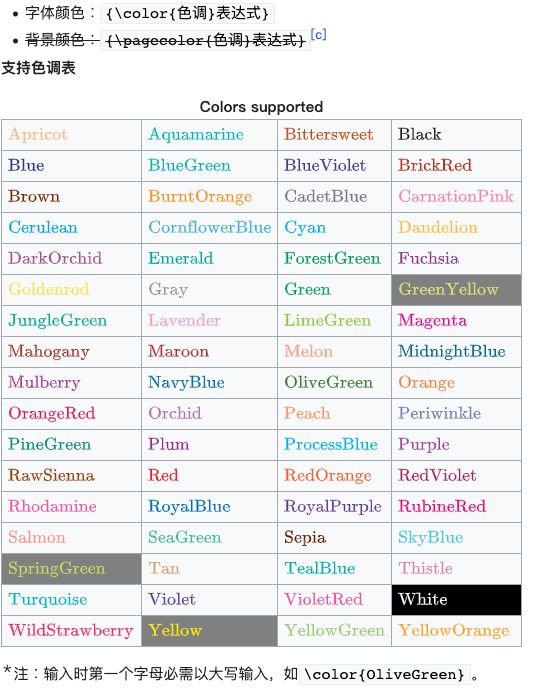 • 字体颜色：{\color{色调}表达式}
• 背景颜色：{\pagecolor{色调}表达式}[c]
支持色调表
Colors supported
Apricot Aquamarine Bittersweet Black
Blue BlueGreen BlueViolet BrickRed
Brown BurntOrange CadetBlue CarnationPink
Cerulean CornflowerBlue Cyan Dandelion
DarkOrchid Emerald ForestGreen Fuchsia
Goldenrod Gray Green GreenYellow
JungleGreen Lavender LimeGreen Magenta
Mahogany Maroon Melon MidnightBlue
Mulberry NavyBlue OliveGreen Orange
OrangeRed Orchid Peach Periwinkle
PineGreen Plum ProcessBlue Purple
RawSienna Red RedOrange RedViolet
Rhodamine RoyalBlue RoyalPurple RubineRed
Salmon SeaGreen Sepia SkyBlue
SpringGreen Tan TealBlue Thistle
Turquoise Violet VioletRed White
WildStrawberry Yellow YellowGreen YellowOrange
*注：输入时第一个字母必需以大写输入，如\color{OliveGreen}。